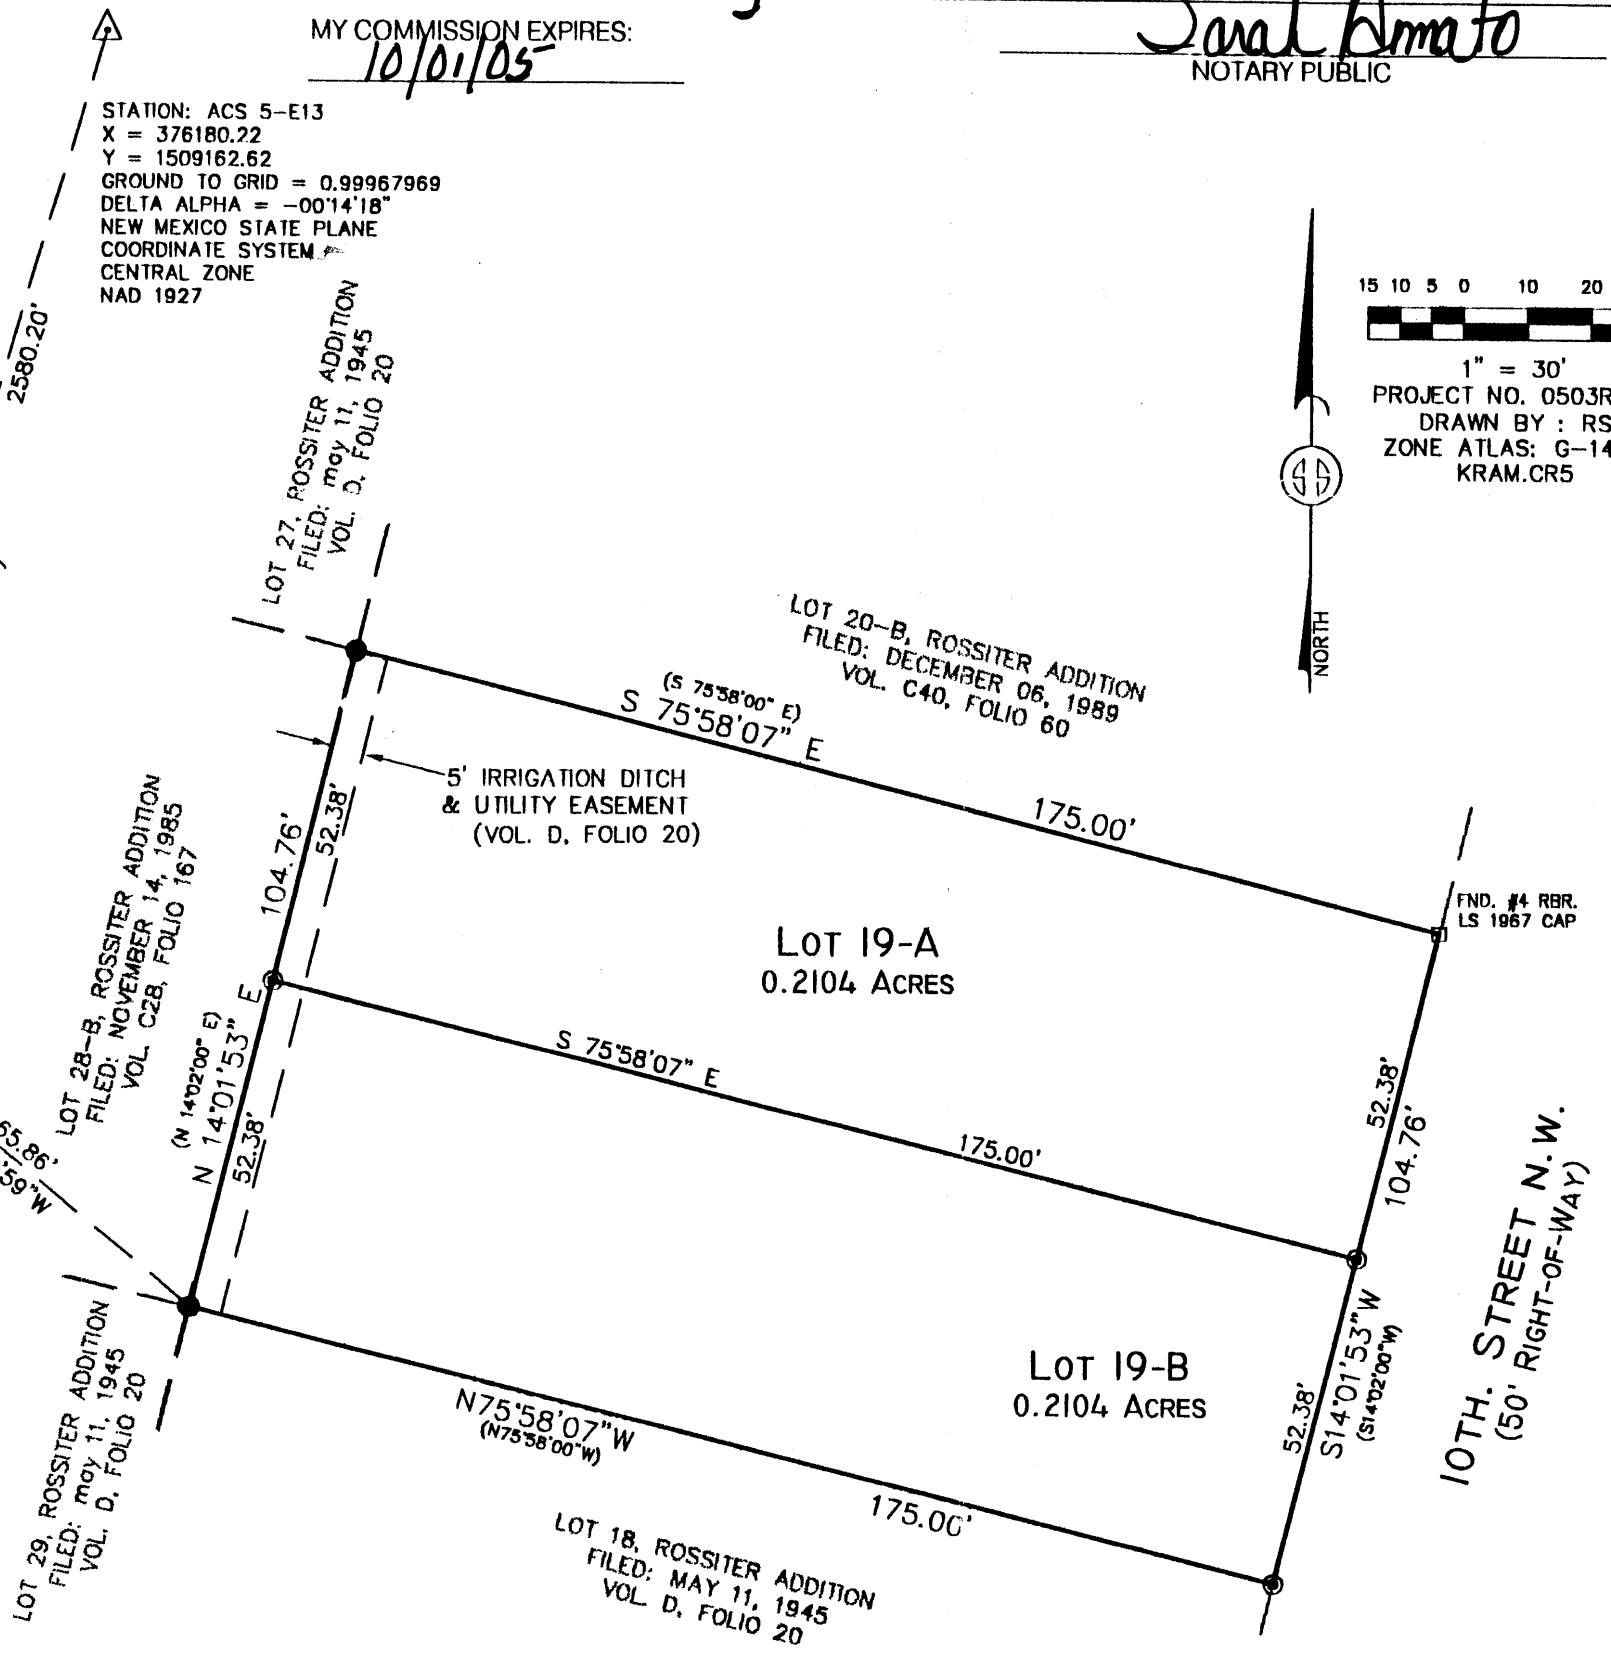 MY COMMISSION EXPIRES:
10/01/05
Sarah Amato
NOTARY PUBLIC
STATION: ACS 5-E13
X = 376180.22
Y = 1509162.62
GROUND TO GRID = 0.99967969
DELTA ALPHA = -00°14'18"
NEW MEXICO STATE PLANE
COORDINATE SYSTEM
CENTRAL ZONE
NAD 1927
2580.20'
15 10 5 0 10 20
1" = 30'
PROJECT NO. 0503R
DRAWN BY : RS
ZONE ATLAS: G-14
KRAM.CR5
SS
NORTH
LOT 27, ROSSITER ADDITION
FILED: may 11, 1945
VOL. D, FOLIO 20
LOT 20-B, ROSSITER ADDITION
FILED: DECEMBER 06, 1989
VOL. C40, FOLIO 60
(S 75°58'00" E)
S 75°58'07" E
175.00'
5' IRRIGATION DITCH
& UTILITY EASEMENT
(VOL. D, FOLIO 20)
104.76'
52.38'
LOT 28-B, ROSSITER ADDITION
FILED: NOVEMBER 14, 1985
VOL. C28, FOLIO 167
FND. #4 RBR.
LS 1967 CAP
LOT 19-A
0.2104 ACRES
(N 14°02'00" E)
N 14°01'53" E
52.38'
S 75°58'07" E
175.00'
52.38'
104.76'
10TH. STREET N.W.
(50' RIGHT-OF-WAY)
65.86'
'59"W
LOT 19-B
0.2104 ACRES
52.38'
S14°01'53"W
(S14°02'00"W)
LOT 29, ROSSITER ADDITION
FILED: may 11, 1945
VOL. D, FOLIO 20
N75°58'07"W
(N75°58'00"W)
175.00'
LOT 18, ROSSITER ADDITION
FILED: MAY 11, 1945
VOL. D, FOLIO 20